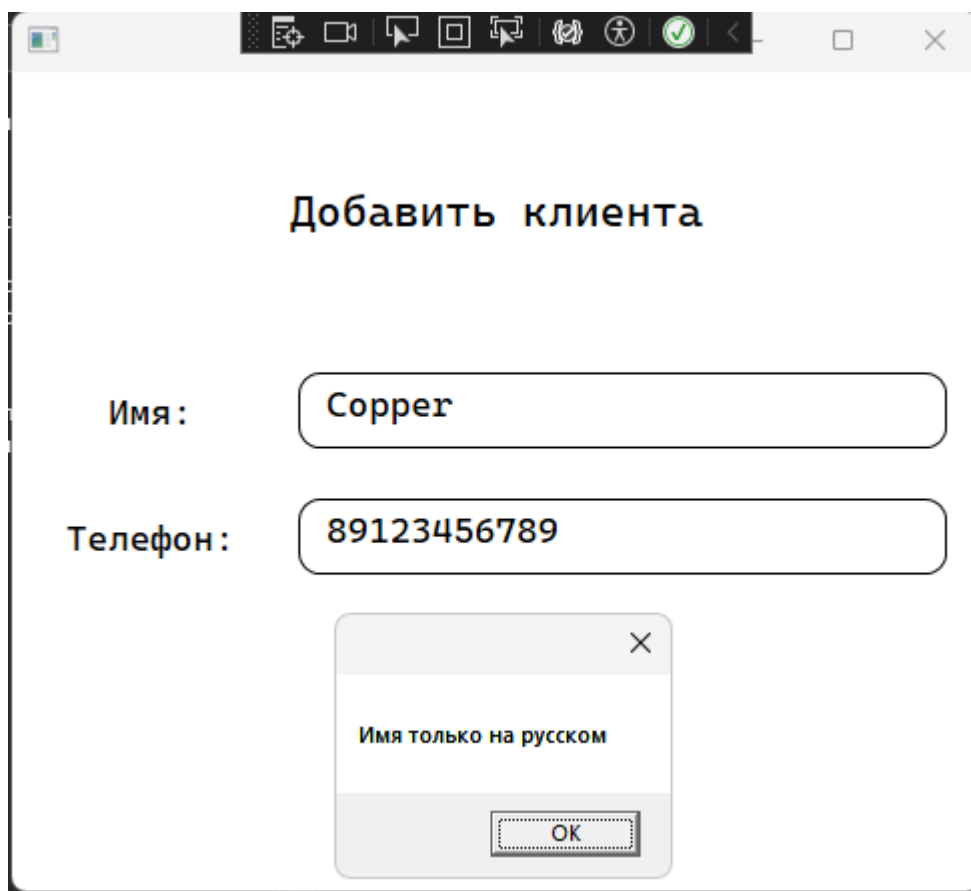 Добавить клиента
Имя:
Copper
Телефон:
89123456789
Имя только на русском
OK